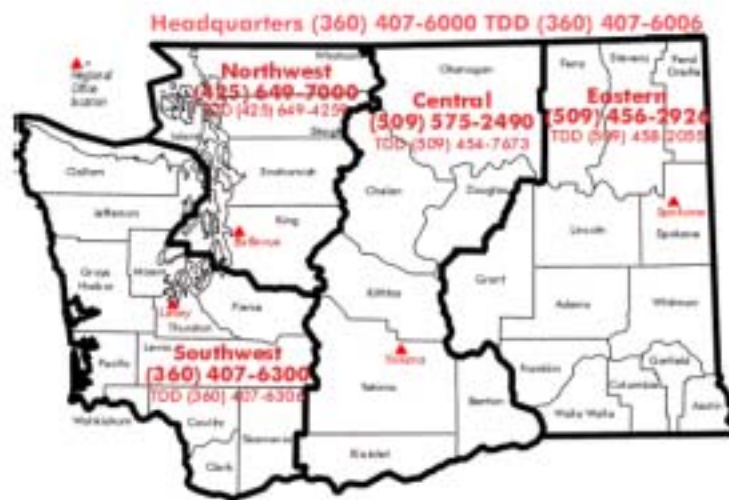 Headquarters (360) 407-6000 TDD (360) 407-6006
▲ =
Regional
Office
location
Northwest
(425) 649-7000
TDD (425) 649-4259
Central
(509) 575-2490
TDD (509) 454-7673
Eastern
(509) 456-2926
TDD (509) 458-2055
Southwest
(360) 407-6300
TDD (360) 407-6306
Whatcom
Skagit
Island
Snohomish
King
Bellevue
Clallam
Jefferson
Grays
Harbor
Mason
Lacey
Thurston
Pierce
Pacific
Lewis
Wahkiakum
Cowlitz
Skamania
Clark
Okanogan
Chelan
Douglas
Kittitas
Yakima
Yakima
Benton
Klickitat
Ferry
Stevens
Pend
Oreille
Lincoln
Spokane
Spokane
Grant
Adams
Whitman
Franklin
Garfield
Columbia
Walla Walla
Asotin